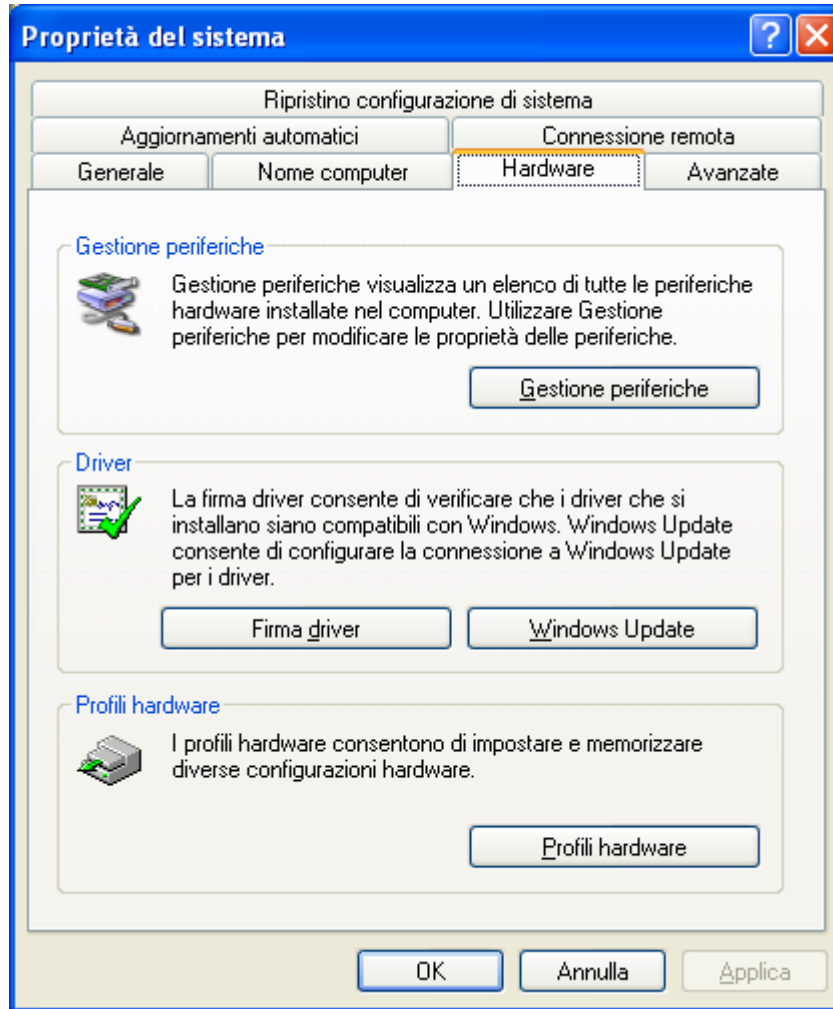 Proprietà del sistema
Ripristino configurazione di sistema
Aggiornamenti automatici Connessione remota
Generale Nome computer Hardware Avanzate
Gestione periferiche
Gestione periferiche visualizza un elenco di tutte le periferiche
hardware installate nel computer. Utilizzare Gestione
periferiche per modificare le proprietà delle periferiche.
Gestione periferiche
Driver
La firma driver consente di verificare che i driver che si
installano siano compatibili con Windows. Windows Update
consente di configurare la connessione a Windows Update
per i driver.
Firma driver Windows Update
Profili hardware
I profili hardware consentono di impostare e memorizzare
diverse configurazioni hardware.
Profili hardware
OK Annulla Applica